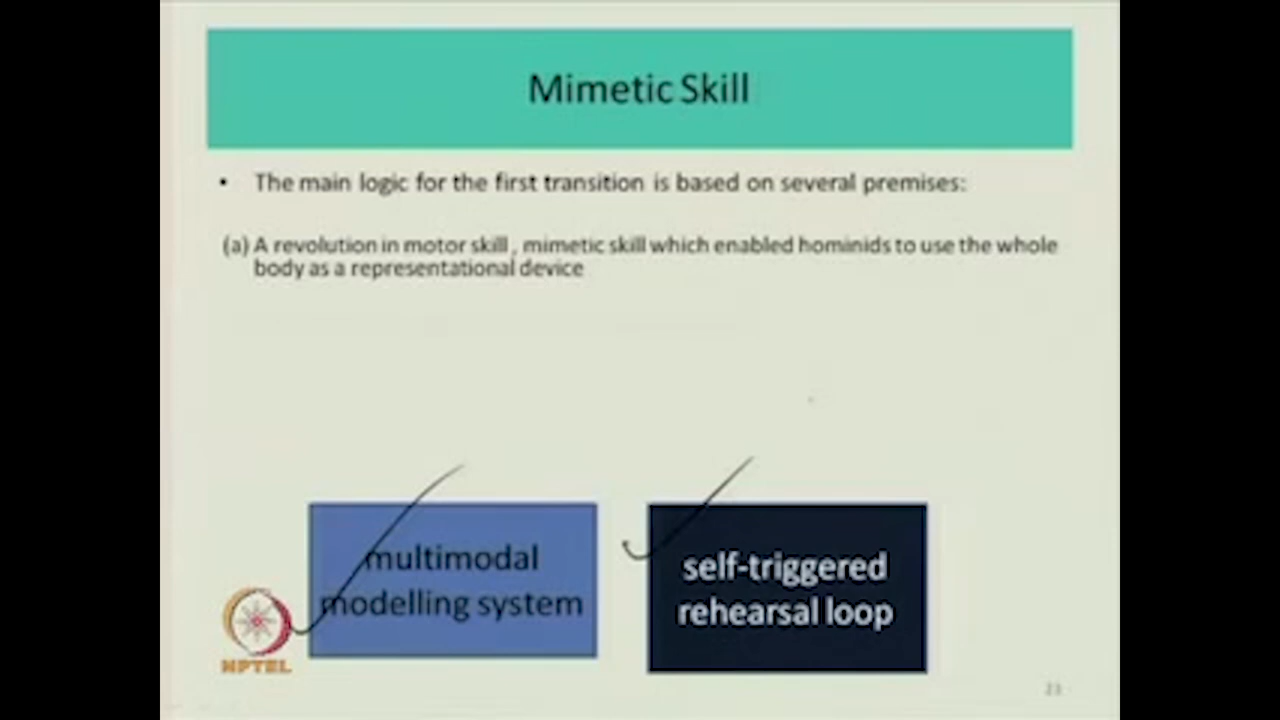 Mimetic Skill
• The main logic for the first transition is based on several premises:
(a) A revolution in motor skill , mimetic skill which enabled hominids to use the whole
body as a representational device
multimodal
modelling system
self-triggered
rehearsal loop
NPTEL